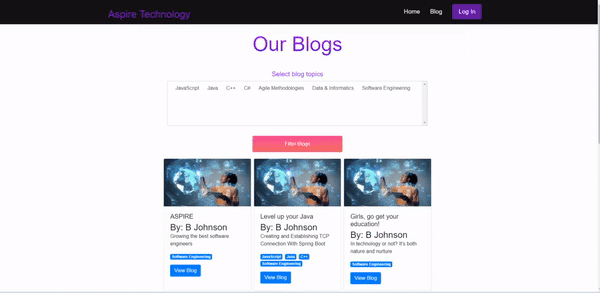 Aspire Technology
Home Blog Log In
Our Blogs
Select blog topics
JavaScript Java C++ C# Agile Methodologies Data & Informatics Software Engineering
Filter Blogs
ASPIRE
By: B Johnson
Growing the best software
engineers
Software Engineering
View Blog
Level up your Java
By: B Johnson
Creating and Establishing TCP
Connection With Spring Boot
JavaScript Java C++
Software Engineering
View Blog
Girls, go get your
education!
By: B Johnson
In technology or not? It's both
nature and nurture
Software Engineering
View Blog